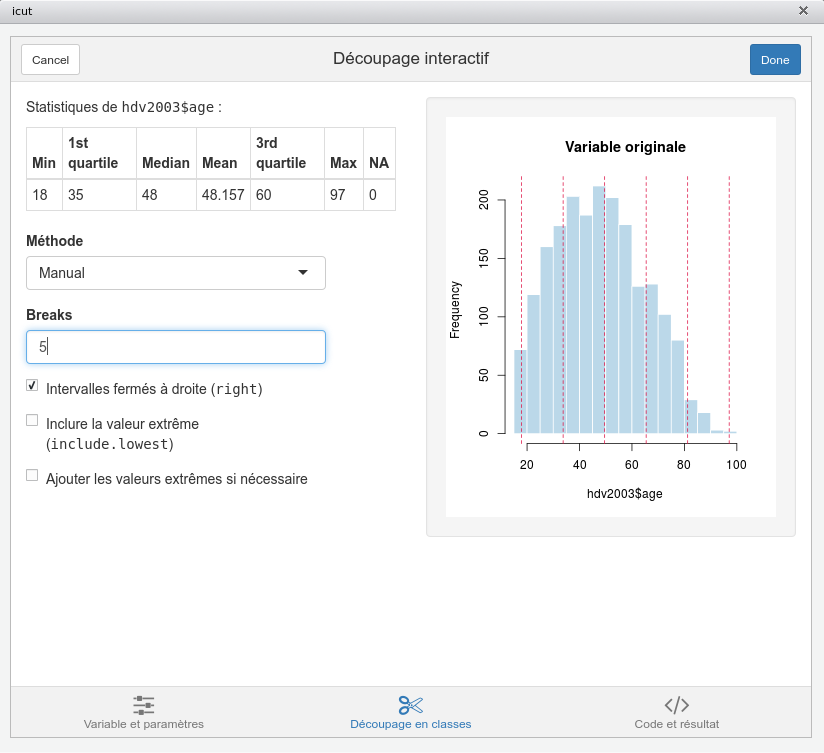 icut ✕
Cancel
Découpage interactif
Done
Statistiques de hdv2003$age :
Min 1st quartile Median Mean 3rd quartile Max NA
18 35 48 48.157 60 97 0
Méthode
Manual
Breaks
5
Intervalles fermés à droite (right)
Inclure la valeur extrême
(include.lowest)
Ajouter les valeurs extrêmes si nécessaire
Variable originale
Frequency
200
150
100
50
0
20 40 60 80 100
hdv2003$age
Variable et paramètres
Découpage en classes
Code et résultat